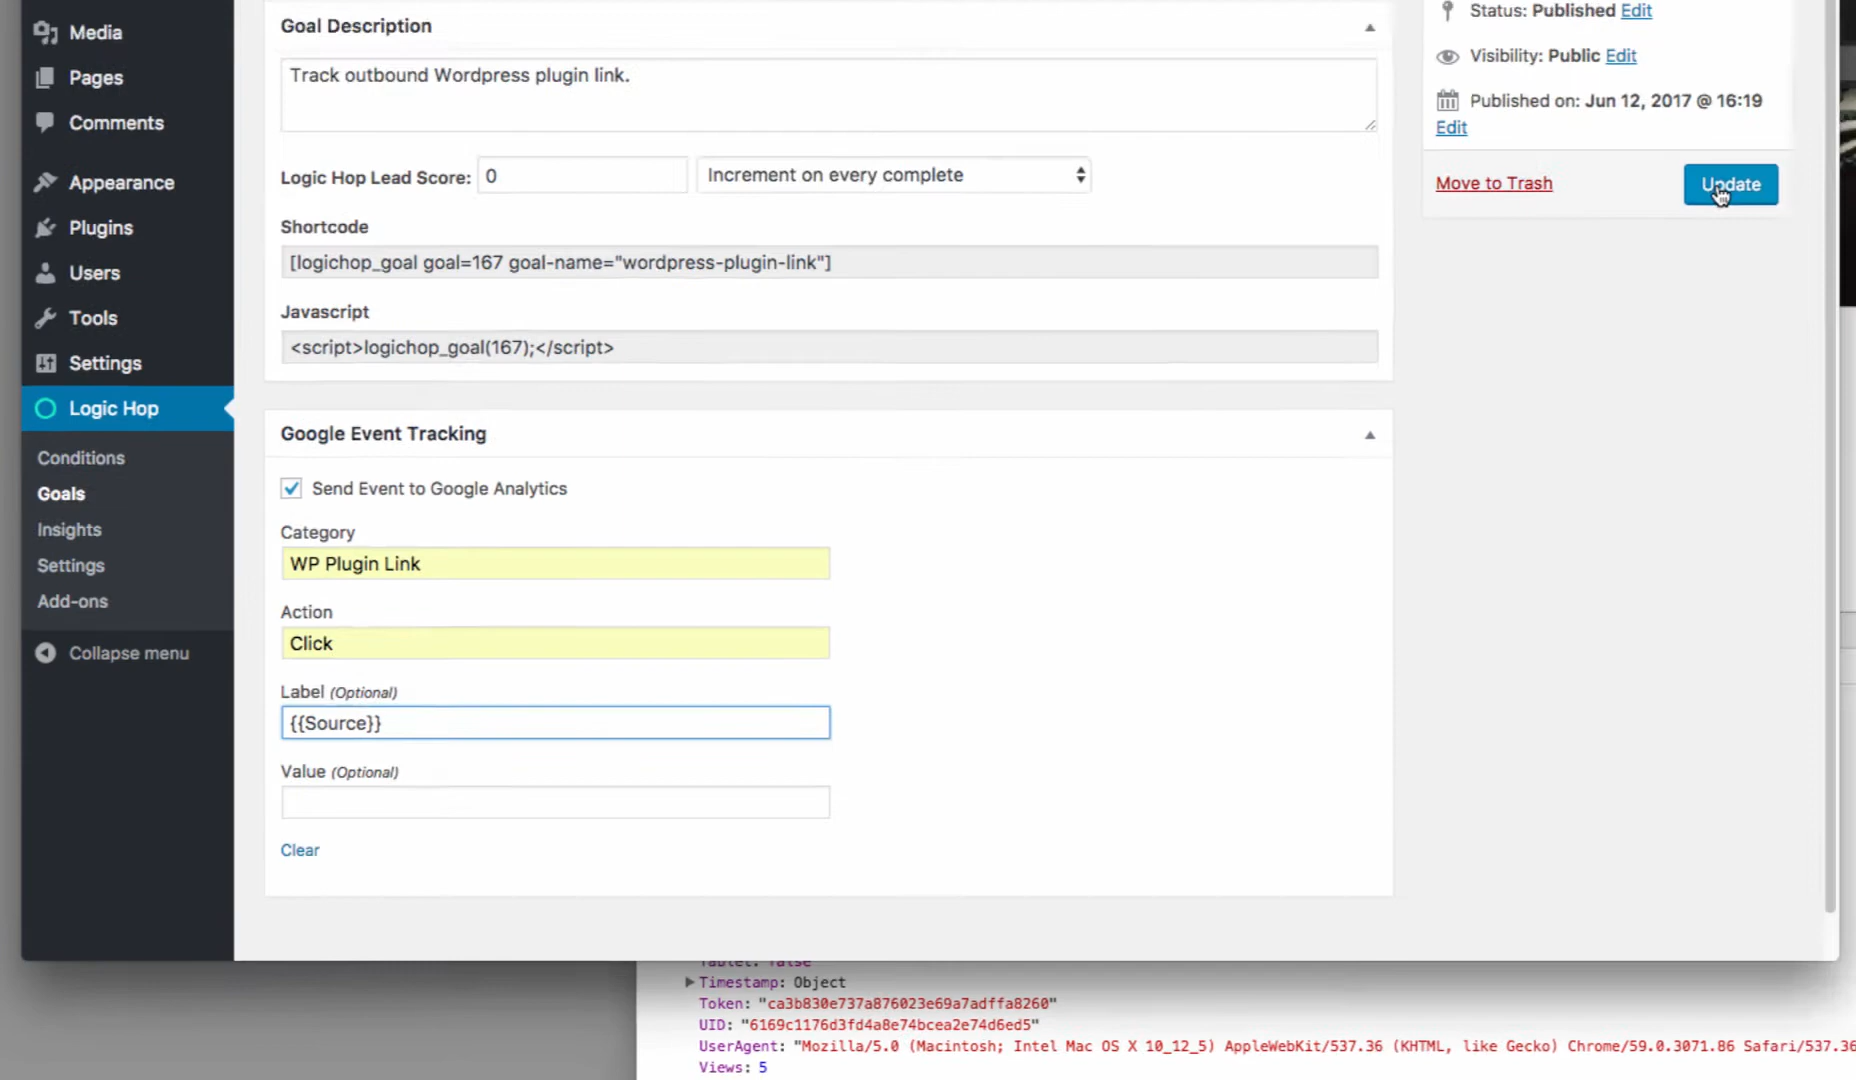 Media
Pages
Comments
Appearance
Plugins
Users
Tools
Settings
Logic Hop
Conditions
Goals
Insights
Settings
Add-ons
Collapse menu
Goal Description
Track outbound Wordpress plugin link.
Logic Hop Lead Score: 0 Increment on every complete
Shortcode
[logichop_goal goal=167 goal-name="wordpress-plugin-link"]
Javascript
<script>logichop_goal(167);</script>
Google Event Tracking
Send Event to Google Analytics
Category
WP Plugin Link
Action
Click
Label (Optional)
{{Source}}
Value (Optional)
Clear
Status: Published Edit
Visibility: Public Edit
Published on: Jun 12, 2017 @ 16:19
Edit
Move to Trash Update
Tablet: false
Timestamp: Object
Token: "ca3b830e737a876023e69a7adffa8260"
UID: "6169c1176d3fd4a8e74bcea2e74d6ed5"
UserAgent: "Mozilla/5.0 (Macintosh; Intel Mac OS X 10_12_5) AppleWebKit/537.36 (KHTML, like Gecko) Chrome/59.0.3071.86 Safari/537.36
Views: 5